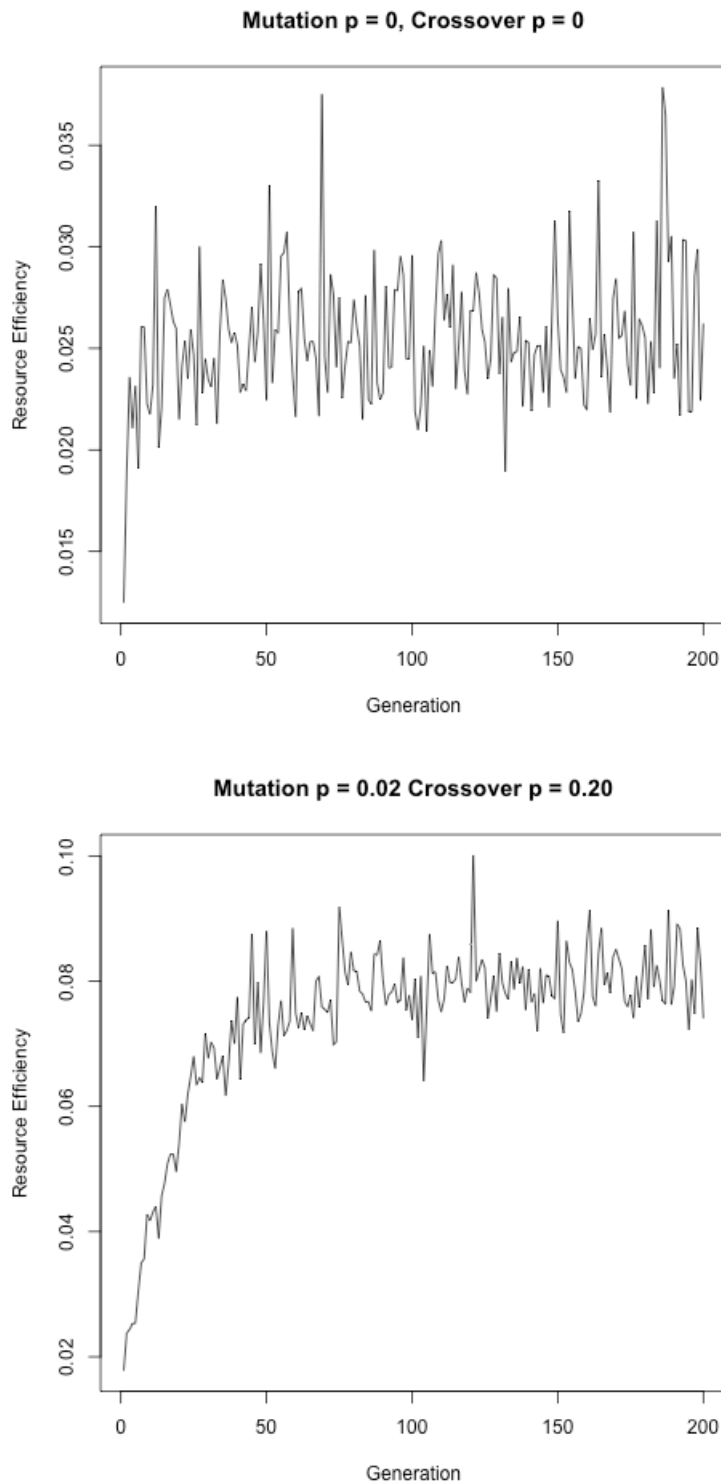 Mutation p = 0, Crossover p = 0
0.035
0.030
0.025
0.020
0.015
Resource Efficiency
0 50 100 150 200
Generation
Mutation p = 0.02 Crossover p = 0.20
0.10
0.08
0.06
0.04
0.02
Resource Efficiency
0 50 100 150 200
Generation